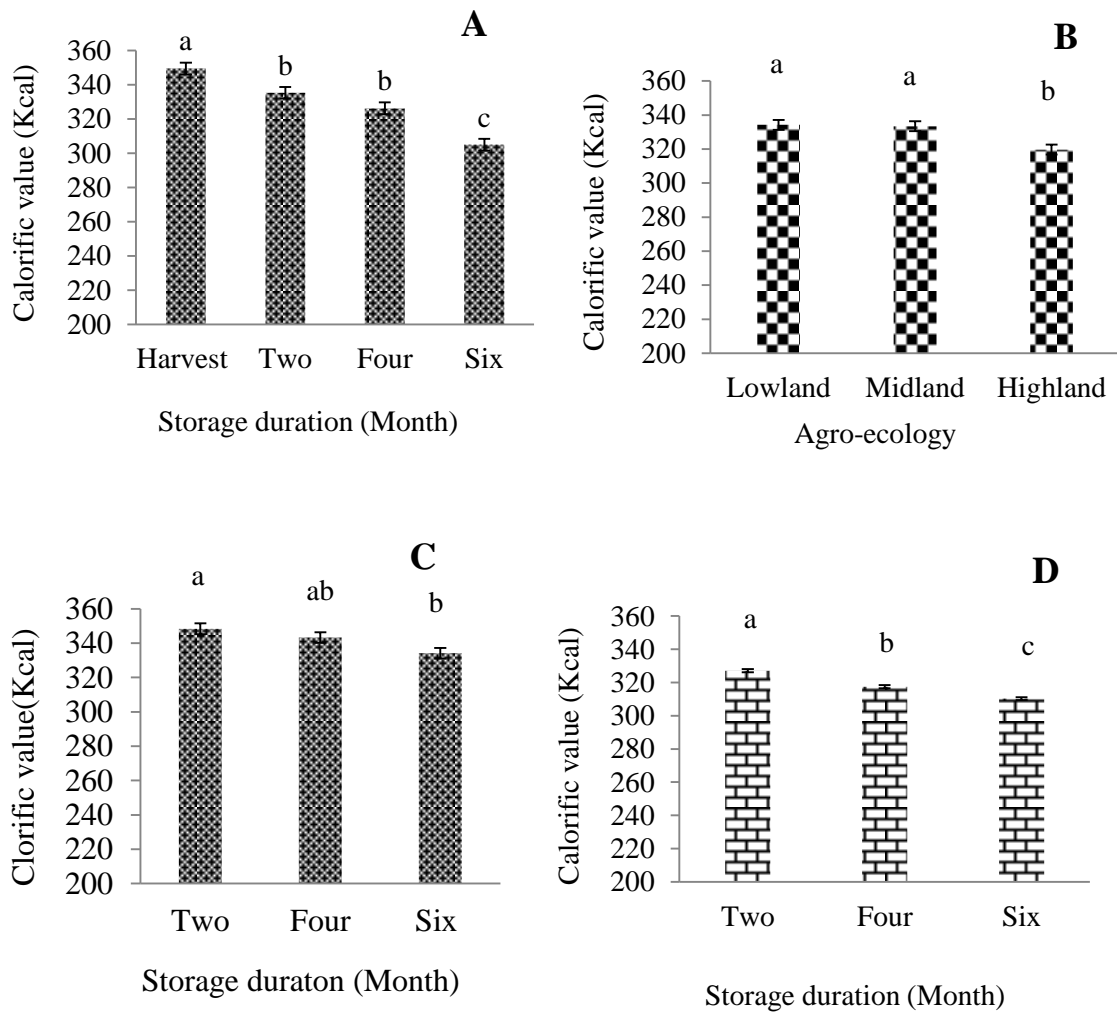 A
Calorific value (Kcal)
360
340
320
300
280
260
240
220
200
a
b
b
c
Harvest Two Four Six
Storage duration (Month)
B
Calorific value (Kcal)
360
340
320
300
280
260
240
220
200
a
a
b
Lowland Midland Highland
Agro-ecology
C
Clorific value(Kcal)
360
340
320
300
280
260
240
220
200
a
ab
b
Two Four Six
Storage duraton (Month)
D
Calorific value (Kcal)
360
340
320
300
280
260
240
220
200
a
b
c
Two Four Six
Storage duration (Month)